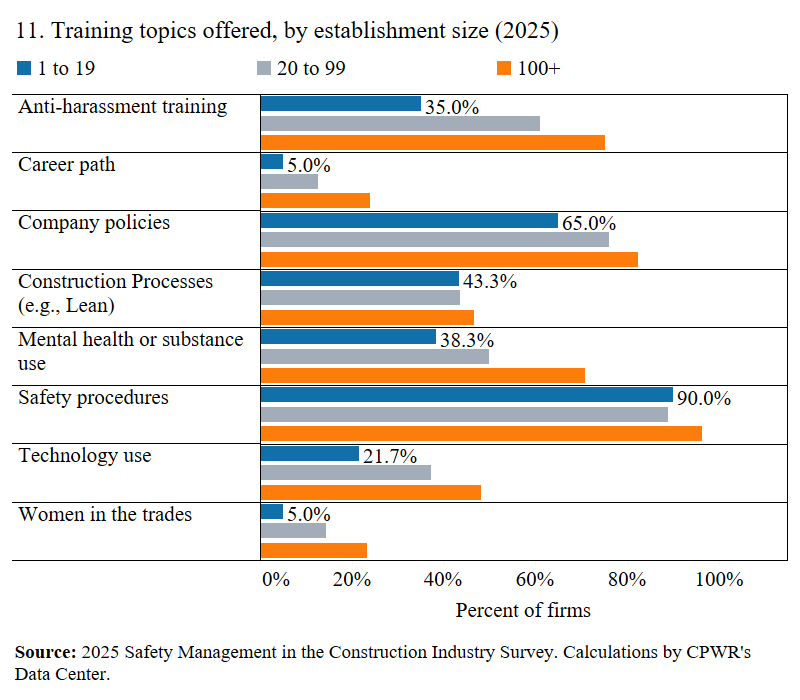 11. Training topics offered, by establishment size (2025)
1 to 19
20 to 99
100+
Anti-harassment training
35.0%
Career path
5.0%
Company policies
65.0%
Construction Processes
(e.g., Lean)
43.3%
Mental health or substance
use
38.3%
Safety procedures
90.0%
Technology use
21.7%
Women in the trades
5.0%
0% 20% 40% 60% 80% 100%
Percent of firms
Source: 2025 Safety Management in the Construction Industry Survey. Calculations by CPWR's
Data Center.